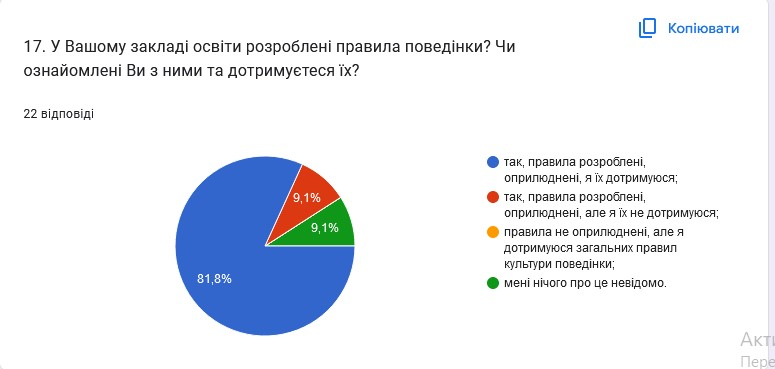 Копіювати
17. У Вашому закладі освіти розроблені правила поведінки? Чи
ознайомлені Ви з ними та дотримуєтеся їх?
22 відповіді
9,1%
9,1%
81,8%
так, правила розроблені,
оприлюднені, я їх дотримуюся;
так, правила розроблені,
оприлюднені, але я їх не дотримуюся;
правила не оприлюднені, але я
дотримуюся загальних правил
культури поведінки;
мені нічого про це невідомо.